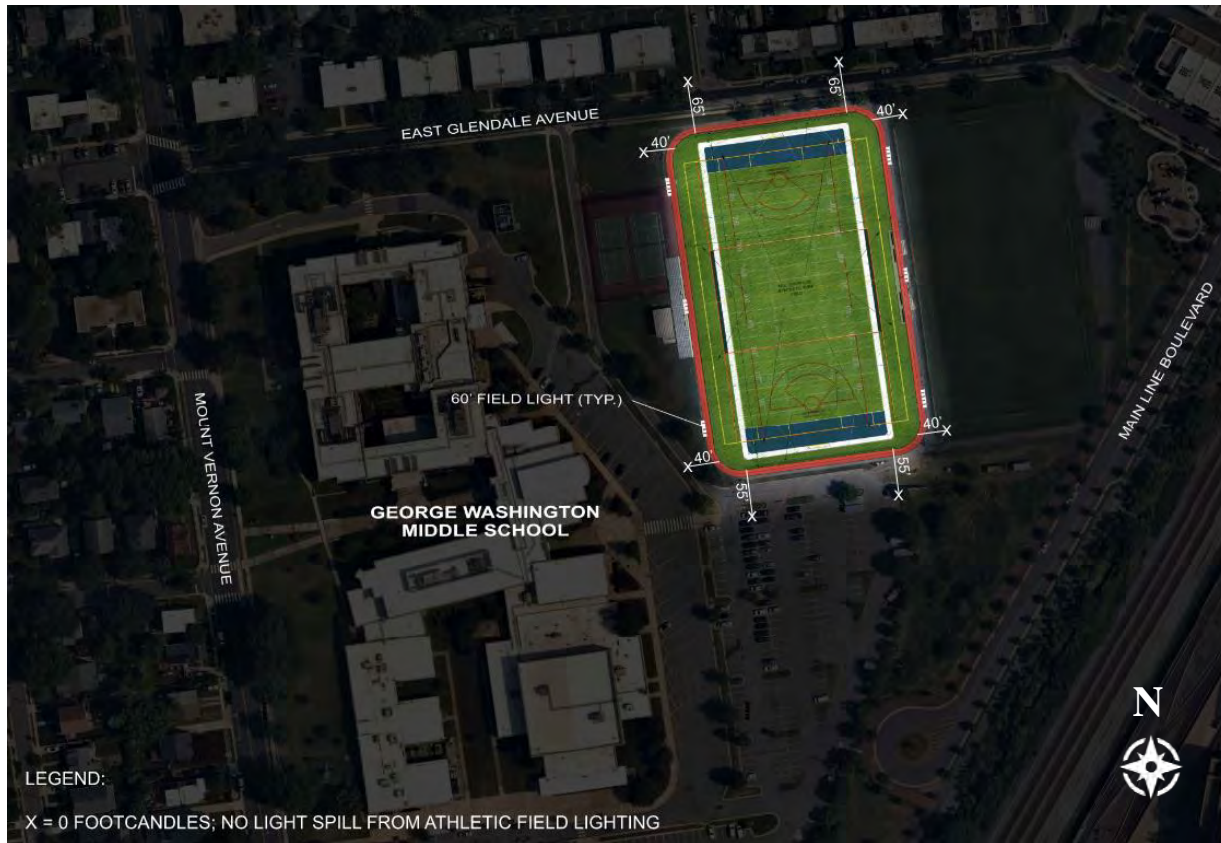 X
X
65'
65'
40'
X
X
40'
EAST GLENDALE AVENUE
MAIN LINE BOULEVARD
60' FIELD LIGHT (TYP.)
MOUNT VERNON AVENUE
40'
X
X
40'
55'
55'
X
X
GEORGE WASHINGTON
MIDDLE SCHOOL
N
LEGEND:
X = 0 FOOTCANDLES; NO LIGHT SPILL FROM ATHLETIC FIELD LIGHTING